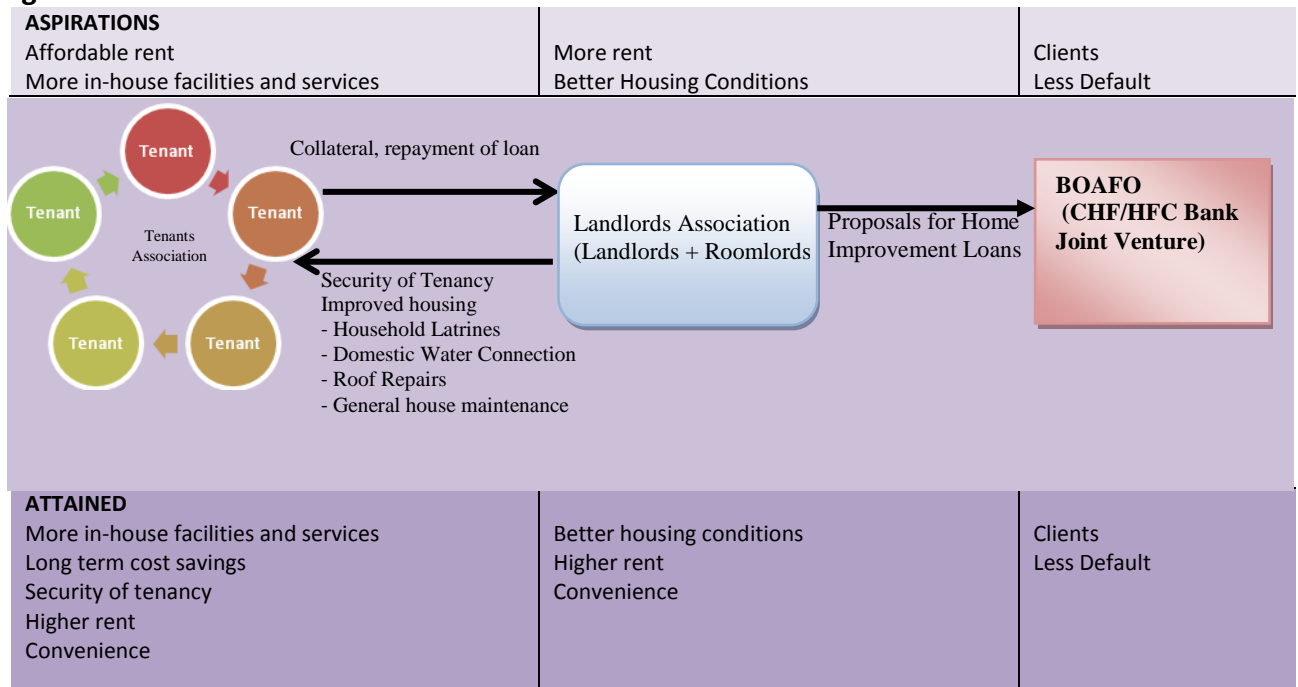 ASPIRATIONS
Affordable rent
More in-house facilities and services
More rent
Better Housing Conditions
Clients
Less Default
Tenant
Tenant
Tenant
Tenant
Tenant
Tenants
Association
Collateral, repayment of loan
Security of Tenancy
Improved housing
- Household Latrines
- Domestic Water Connection
- Roof Repairs
- General house maintenance
Landlords Association
(Landlords + Roomlords
Proposals for Home
Improvement Loans
BOAFO
(CHF/HFC Bank
Joint Venture)
ATTAINED
More in-house facilities and services
Long term cost savings
Security of tenancy
Higher rent
Convenience
Better housing conditions
Higher rent
Convenience
Clients
Less Default